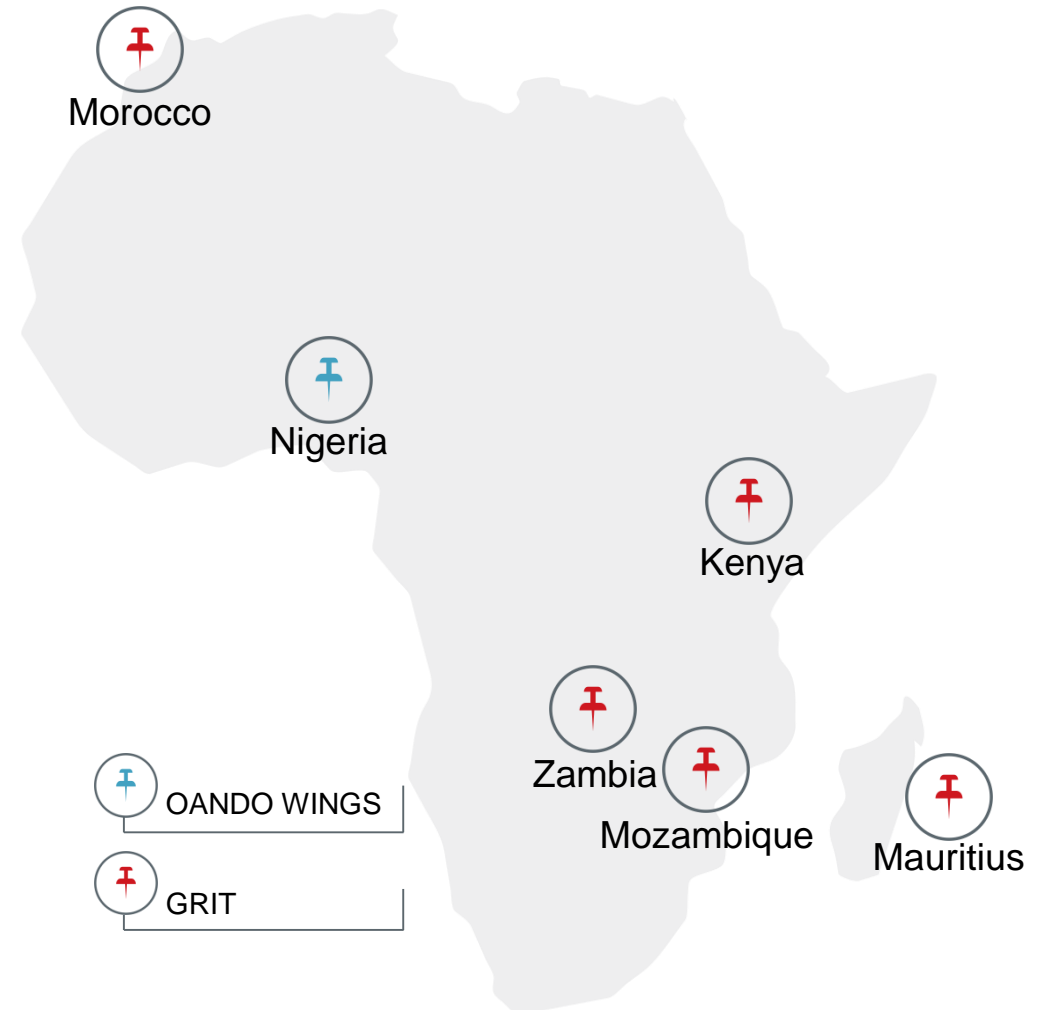 Morocco
Nigeria
Kenya
Zambia
Mozambique
Mauritius
OANDO WINGS
GRIT